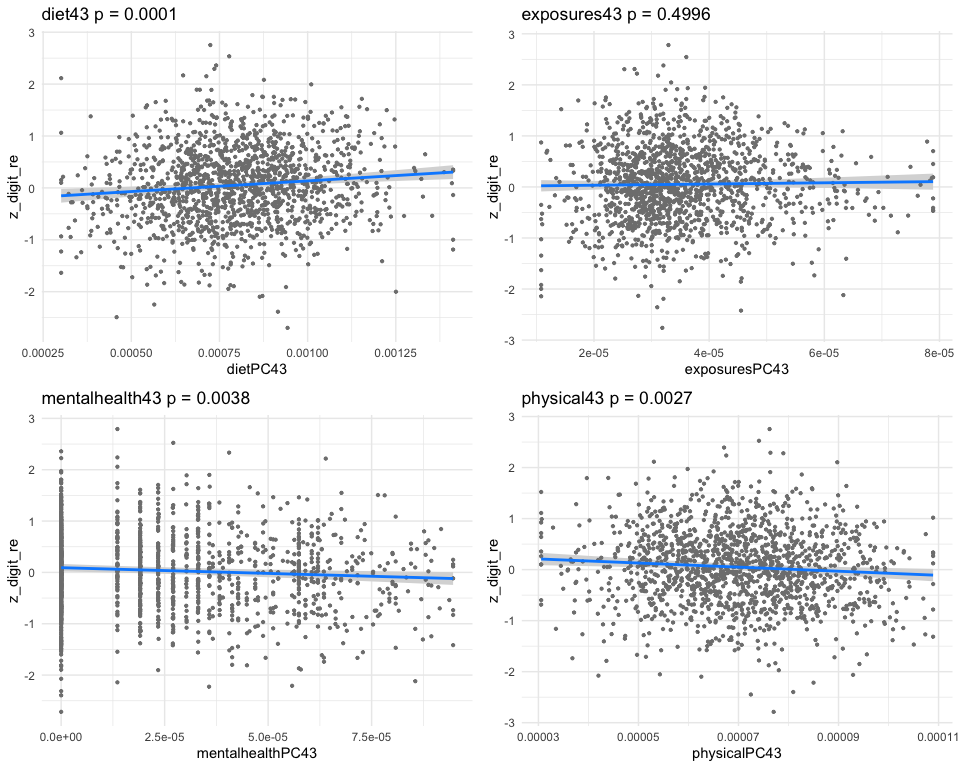 diet43 p = 0.0001
3
2
1
0
-1
-2
z_digit_re
0.00025 0.00050 0.00075 0.00100 0.00125
dietPC43
exposures43 p = 0.4996
3
2
1
0
-1
-2
-3
z_digit_re
2e-05 4e-05 6e-05 8e-05
exposuresPC43
mentalhealth43 p = 0.0038
3
2
1
0
-1
-2
z_digit_re
0.0e+00 2.5e-05 5.0e-05 7.5e-05
mentalhealthPC43
physical43 p = 0.0027
3
2
1
0
-1
-2
-3
z_digit_re
0.00003 0.00005 0.00007 0.00009 0.00011
physicalPC43